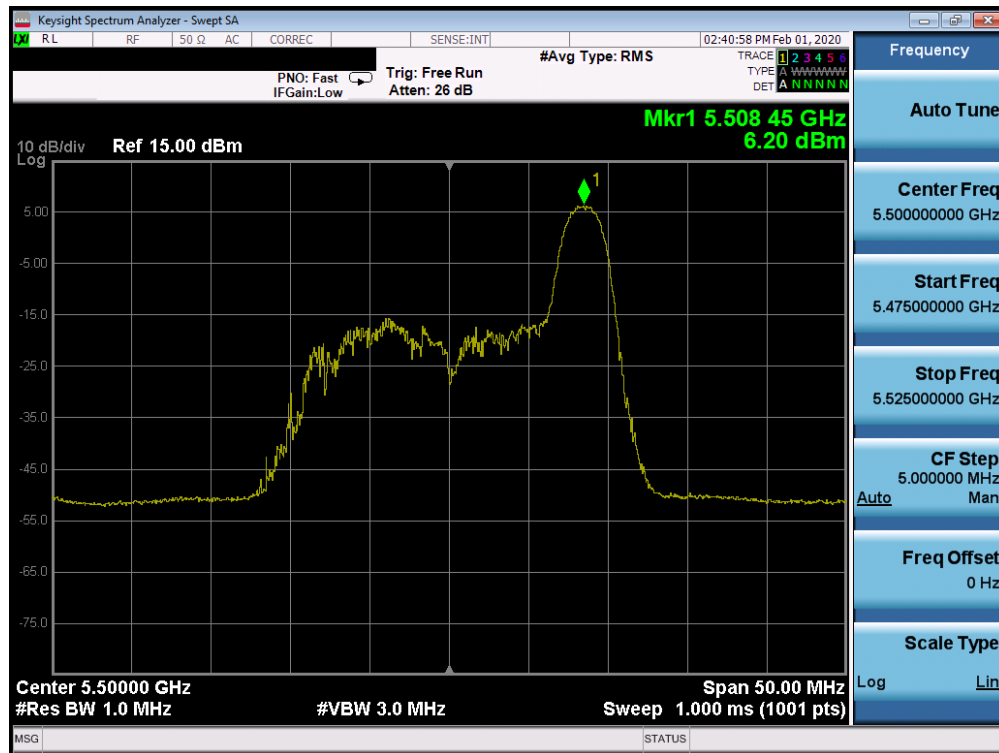 Keysight Spectrum Analyzer - Swept SA
LXI RL RF 50 Ω AC CORREC SENSE:INT 02:40:58 PM Feb 01, 2020
Frequency
PNO: Fast
IFGain:Low
Trig: Free Run
Atten: 26 dB
#Avg Type: RMS
TRACE 1 2 3 4 5 6
TYPE A WWWWW
DET A N N N N N
Auto Tune
Mkr1 5.508 45 GHz
6.20 dBm
10 dB/div
Log
Ref 15.00 dBm
1
5.00
-5.00
-15.0
-25.0
-35.0
-45.0
-55.0
-65.0
-75.0
Center Freq
5.500000000 GHz
Start Freq
5.475000000 GHz
Stop Freq
5.525000000 GHz
CF Step
5.000000 MHz
Auto Man
Freq Offset
0 Hz
Scale Type
Log Lin
Center 5.50000 GHz Span 50.00 MHz
#Res BW 1.0 MHz #VBW 3.0 MHz Sweep 1.000 ms (1001 pts)
MSG STATUS